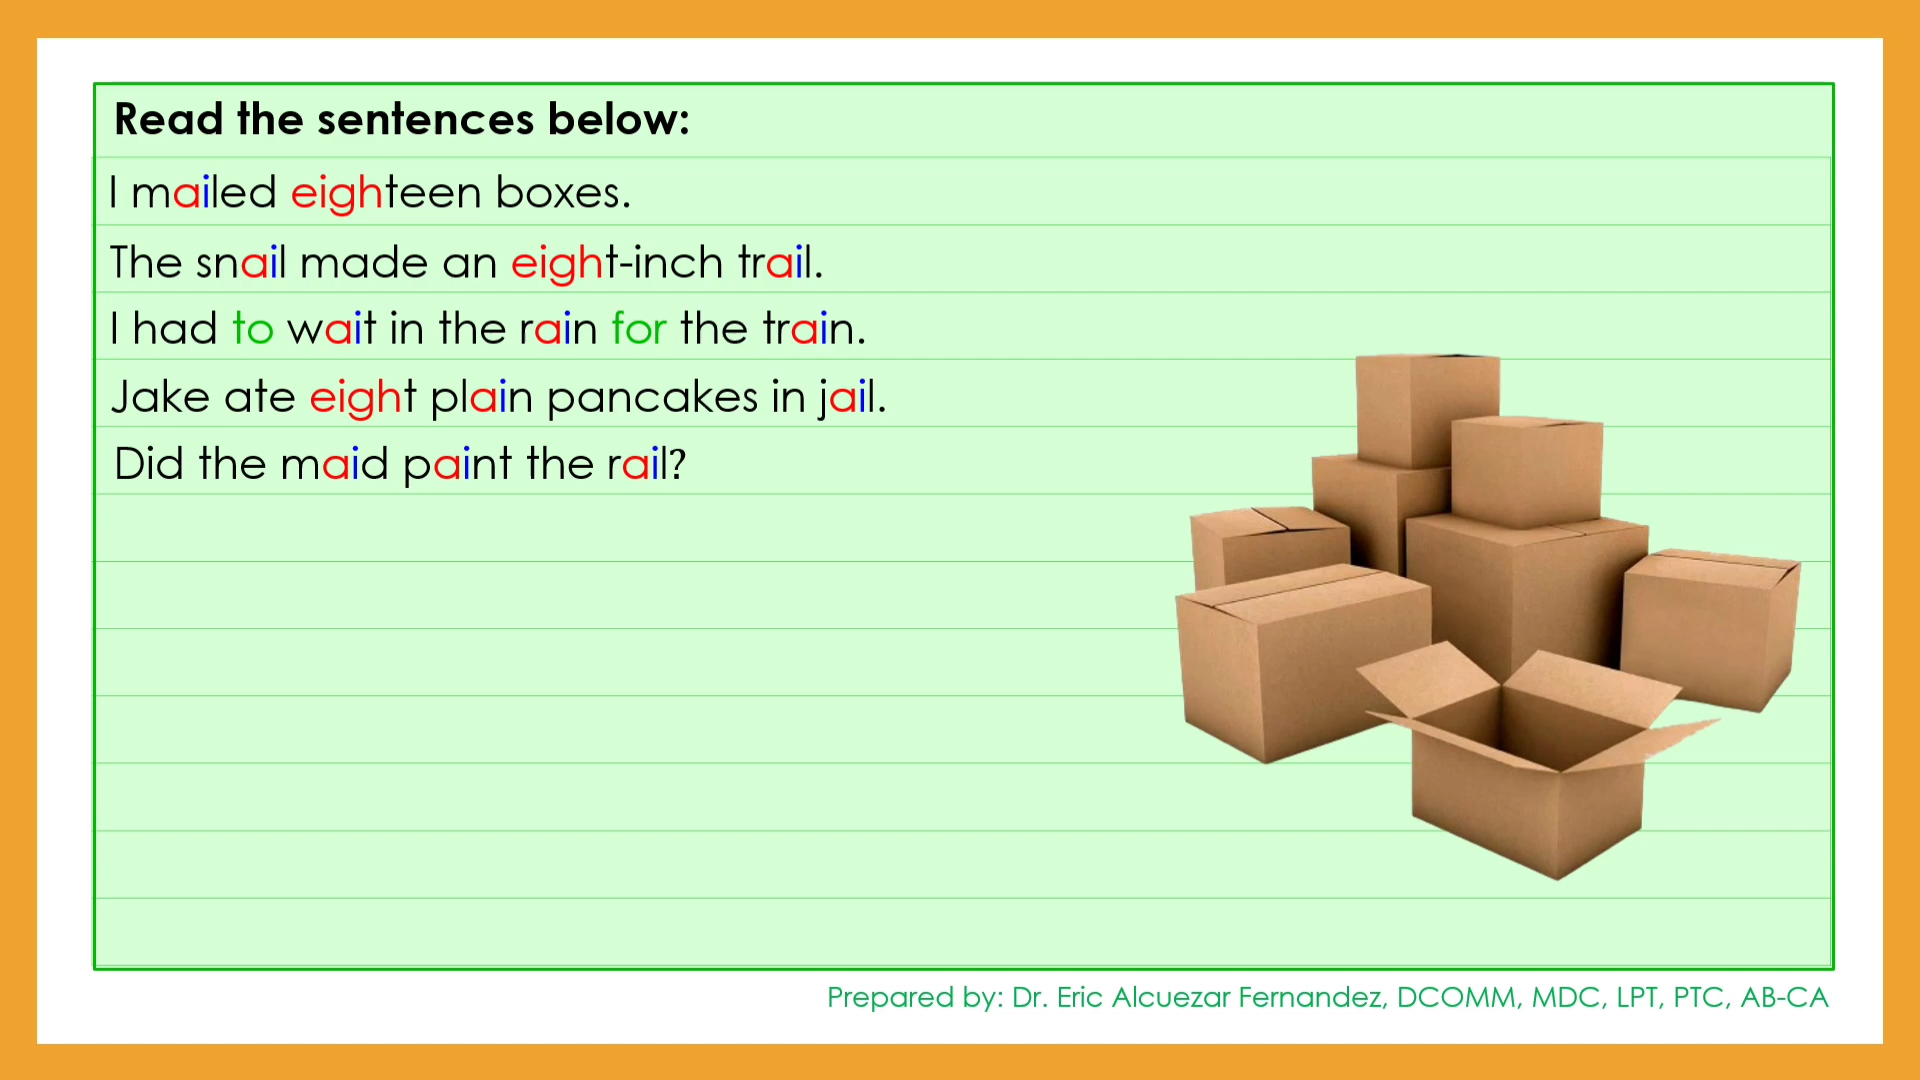 Read the sentences below:
I mailed eighteen boxes.
The snail made an eight-inch trail.
I had to wait in the rain for the train.
Jake ate eight plain pancakes in jail.
Did the maid paint the rail?
Prepared by: Dr. Eric Alcuezar Fernandez, DCOMM, MDC, LPT, PTC, AB-CA